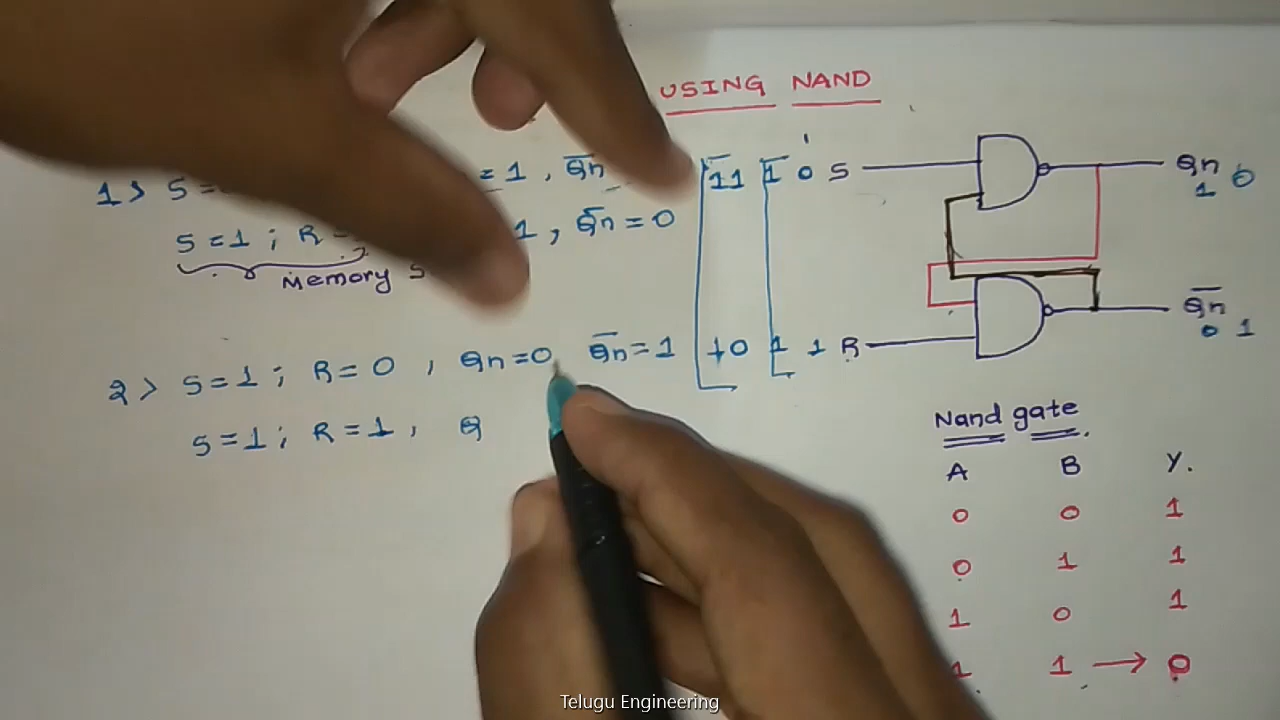 USING NAND
1> S = = 1 , Q̅n
S = 1 ; R = 1 , Q̅n = 0
Memory S
2> S = 1 ; R = 0 , Qn = 0 Q̅n = 1
S = 1 ; R = 1 , Q
11 1 0 S
10 1 1 R
Qn
1 0
Q̅n
0 1
Nand gate
A B Y.
0 0 1
0 1 1
1 0 1
1 1 → 0
Telugu Engineering